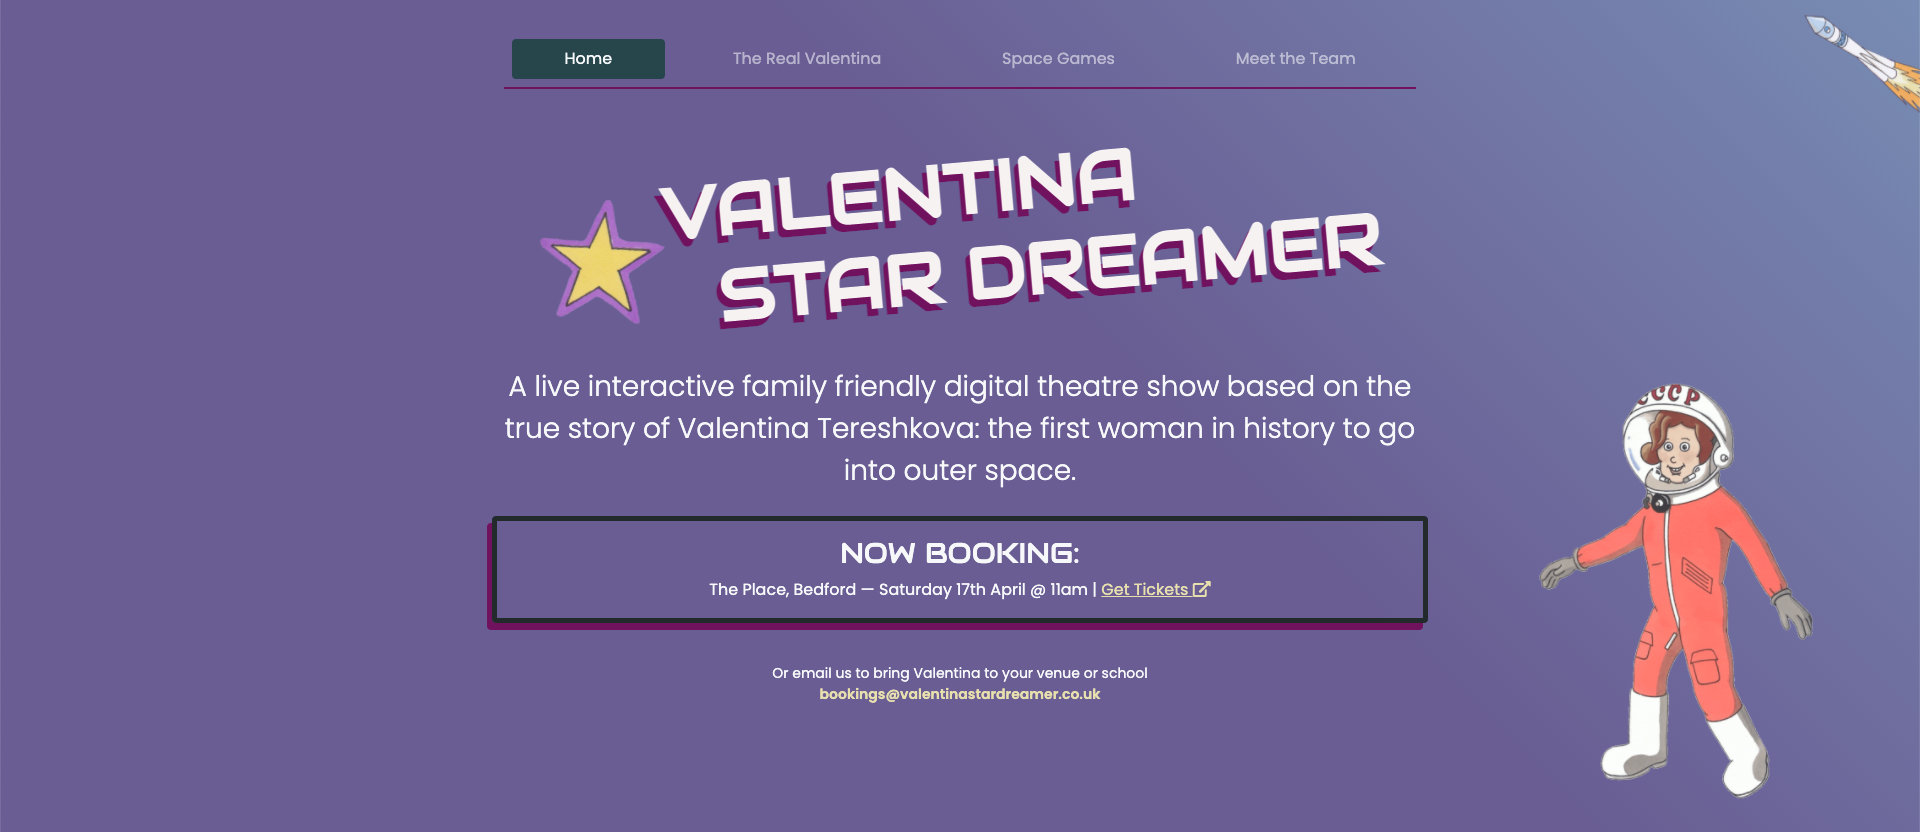 Home
The Real Valentina
Space Games
Meet the Team
VALENTINA
STAR DREAMER
A live interactive family friendly digital theatre show based on the
true story of Valentina Tereshkova: the first woman in history to go
into outer space.
NOW BOOKING:
The Place, Bedford — Saturday 17th April @ 11am | Get Tickets
Or email us to bring Valentina to your venue or school
bookings@valentinastardreamer.co.uk
СССР